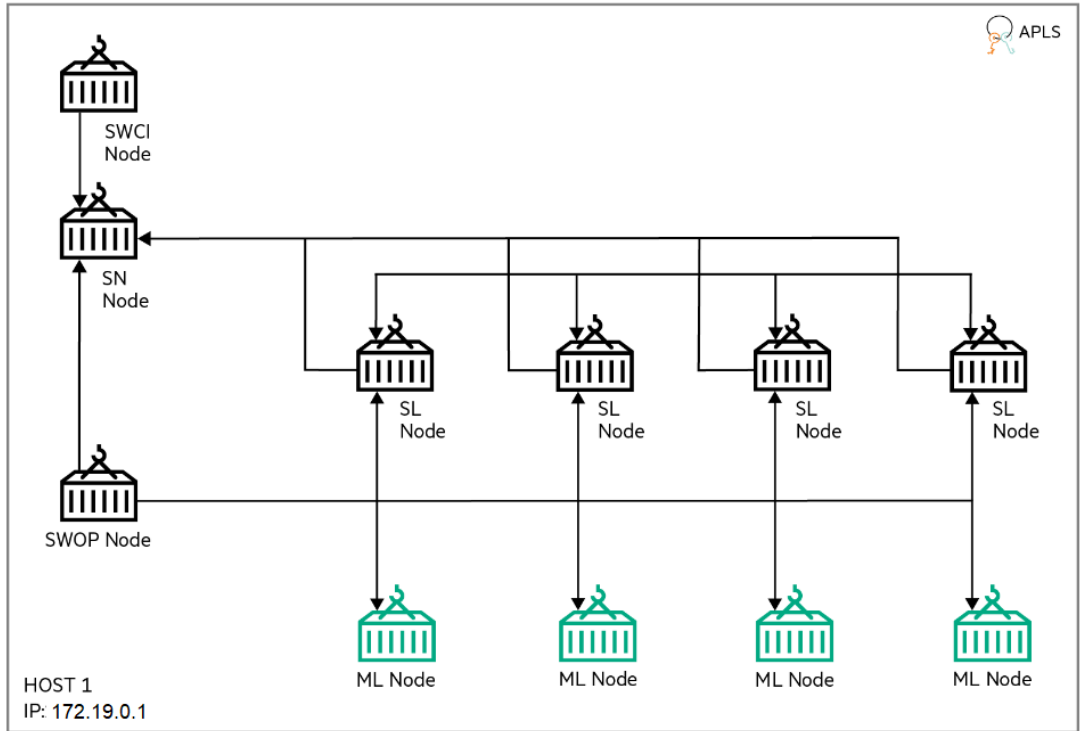 APLS
SWCI
Node
SN
Node
SL
Node
SL
Node
SL
Node
SL
Node
SWOP Node
ML Node
ML Node
ML Node
ML Node
HOST 1
IP: 172.19.0.1